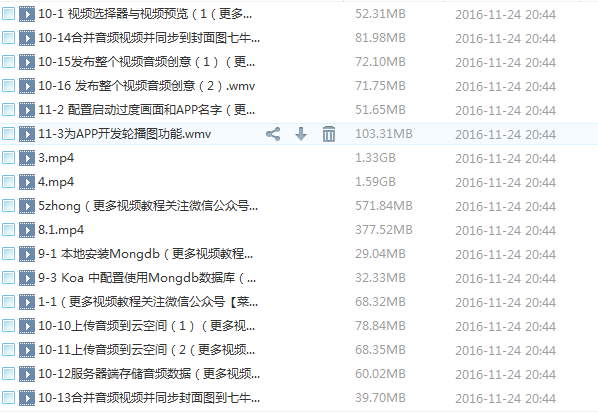 10-1 视频选择器与视频预览（1（更多... 52.31MB 2016-11-24 20:44
10-14合并音频视频并同步到封面图七牛... 81.98MB 2016-11-24 20:44
10-15发布整个视频音频创意（1）（更... 72.10MB 2016-11-24 20:44
10-16 发布整个视频音频创意（2）.wmv 71.75MB 2016-11-24 20:44
11-2 配置启动过度画面和APP名字（更... 51.65MB 2016-11-24 20:44
11-3为APP开发轮播图功能.wmv 103.31MB 2016-11-24 20:44
3.mp4 1.33GB 2016-11-24 20:44
4.mp4 1.59GB 2016-11-24 20:44
5zhong（更多视频教程关注微信公众号... 571.84MB 2016-11-24 20:44
8.1.mp4 377.52MB 2016-11-24 20:44
9-1 本地安装Mongdb（更多视频教程... 29.04MB 2016-11-24 20:44
9-3 Koa 中配置使用Mongdb数据库（... 32.33MB 2016-11-24 20:44
1-1（更多视频教程关注微信公众号【菜... 68.32MB 2016-11-24 20:44
10-10上传音频到云空间（1）（更多视... 78.84MB 2016-11-24 20:44
10-11上传音频到云空间（2（更多视频... 68.35MB 2016-11-24 20:44
10-12服务器端存储音频数据（更多视频... 60.02MB 2016-11-24 20:44
10-13合并音频视频并同步封面图到七牛... 39.70MB 2016-11-24 20:44